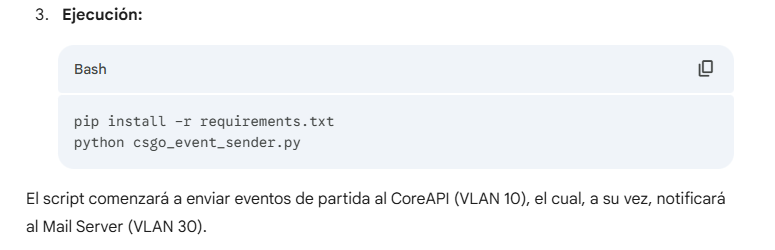 3. Ejecución:
Bash
pip install -r requirements.txt
python csgo_event_sender.py
El script comenzará a enviar eventos de partida al CoreAPI (VLAN 10), el cual, a su vez, notificará
al Mail Server (VLAN 30).